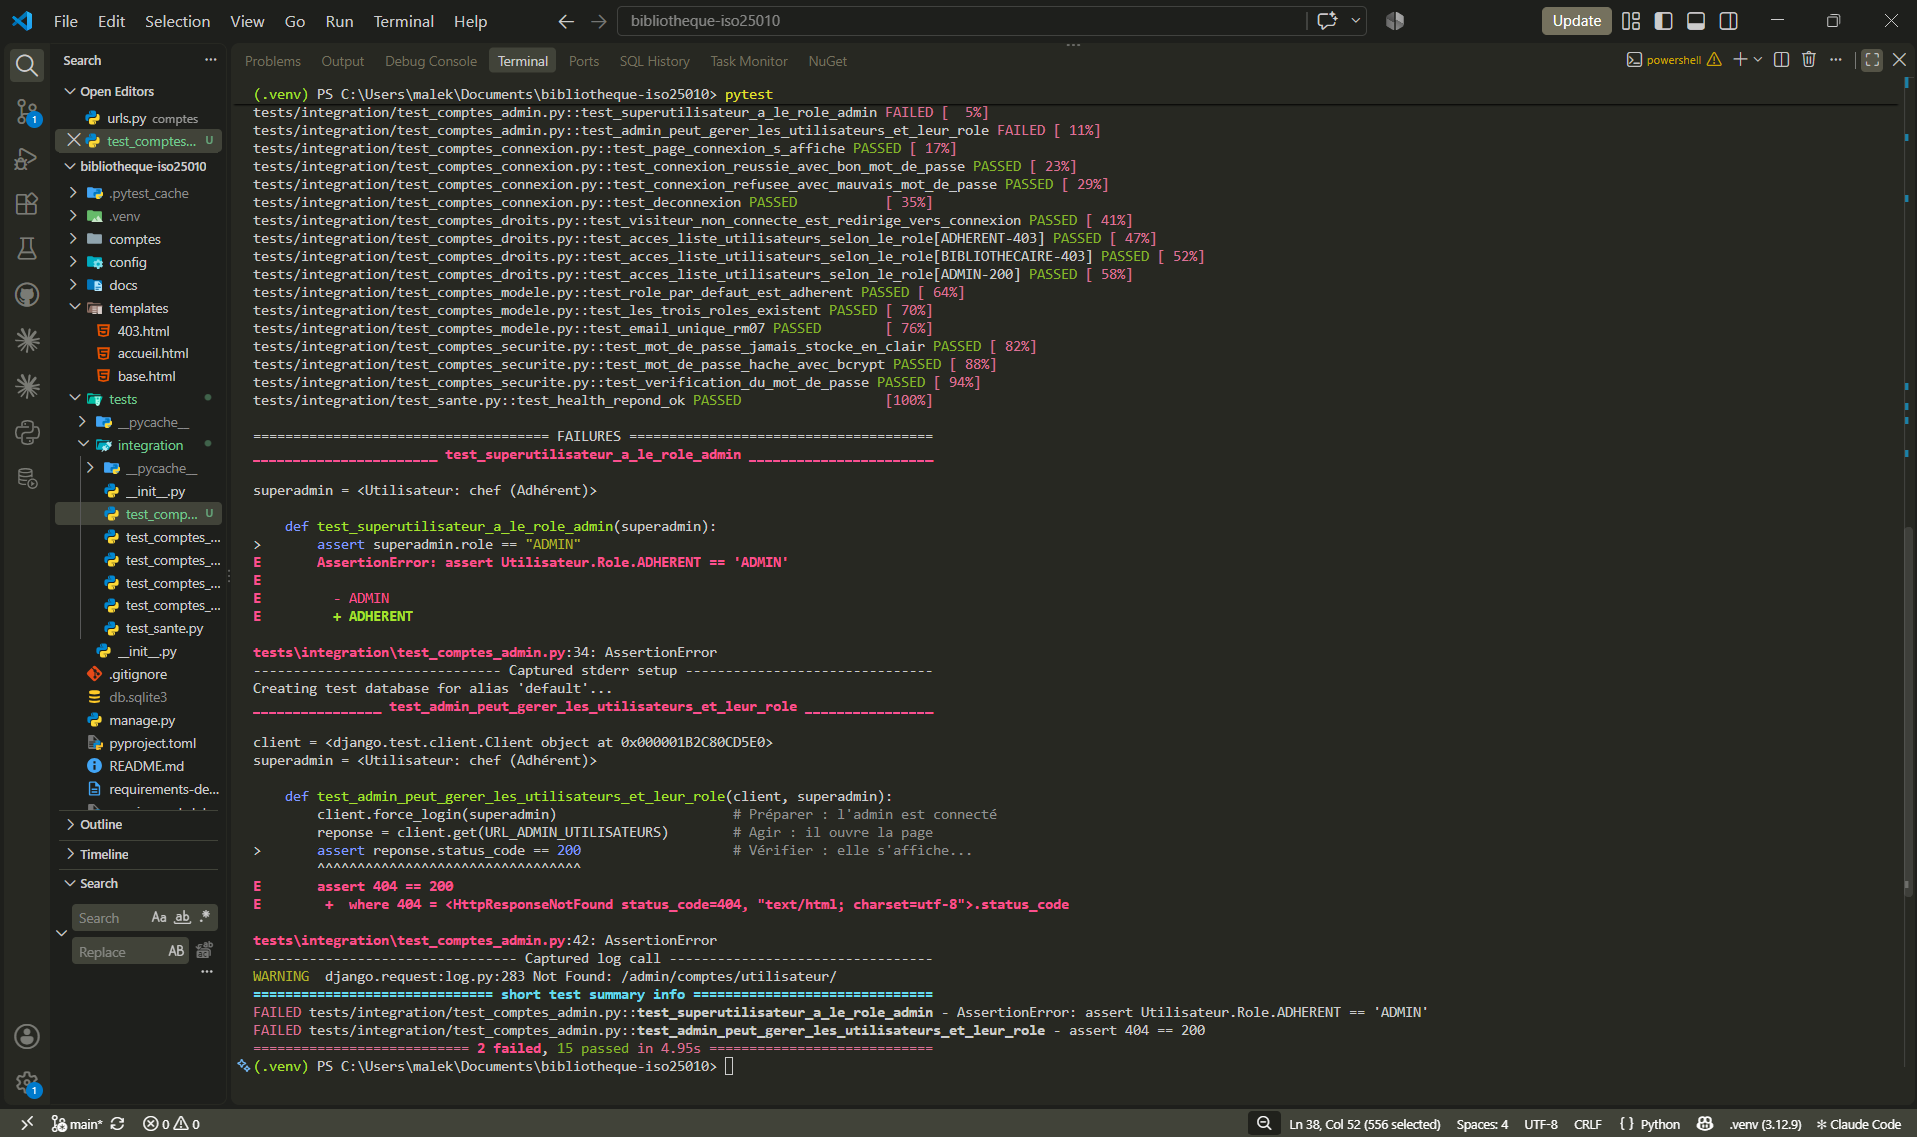 File Edit Selection View Go Run Terminal Help
bibliotheque-iso25010
Update
Search
Problems Output Debug Console Terminal Ports SQL History Task Monitor NuGet
powershell
Open Editors
urls.py comptes
test_comptes... U
bibliotheque-iso25010
.pytest_cache
.venv
comptes
config
docs
templates
403.html
accueil.html
base.html
tests
__pycache__
integration
__pycache__
__init__.py
test_comp... U
test_comptes_...
test_comptes_...
test_comptes_...
test_comptes_...
test_sante.py
__init__.py
.gitignore
db.sqlite3
manage.py
pyproject.toml
README.md
requirements-de...
Outline
Timeline
Search
Search Aa ab .*
Replace AB
(.venv) PS C:\Users\malek\Documents\bibliotheque-iso25010> pytest
tests/integration/test_comptes_admin.py::test_superutilisateur_a_le_role_admin FAILED [  5%]
tests/integration/test_comptes_admin.py::test_admin_peut_gerer_les_utilisateurs_et_leur_role FAILED [ 11%]
tests/integration/test_comptes_connexion.py::test_page_connexion_s_affiche PASSED [ 17%]
tests/integration/test_comptes_connexion.py::test_connexion_reussie_avec_bon_mot_de_passe PASSED [ 23%]
tests/integration/test_comptes_connexion.py::test_connexion_refusee_avec_mauvais_mot_de_passe PASSED [ 29%]
tests/integration/test_comptes_connexion.py::test_deconnexion PASSED           [ 35%]
tests/integration/test_comptes_droits.py::test_visiteur_non_connecte_est_redirige_vers_connexion PASSED [ 41%]
tests/integration/test_comptes_droits.py::test_acces_liste_utilisateurs_selon_le_role[ADHERENT-403] PASSED [ 47%]
tests/integration/test_comptes_droits.py::test_acces_liste_utilisateurs_selon_le_role[BIBLIOTHECAIRE-403] PASSED [ 52%]
tests/integration/test_comptes_droits.py::test_acces_liste_utilisateurs_selon_le_role[ADMIN-200] PASSED [ 58%]
tests/integration/test_comptes_modele.py::test_role_par_defaut_est_adherent PASSED [ 64%]
tests/integration/test_comptes_modele.py::test_les_trois_roles_existent PASSED [ 70%]
tests/integration/test_comptes_modele.py::test_email_unique_rm07 PASSED        [ 76%]
tests/integration/test_comptes_securite.py::test_mot_de_passe_jamais_stocke_en_clair PASSED [ 82%]
tests/integration/test_comptes_securite.py::test_mot_de_passe_hache_avec_bcrypt PASSED [ 88%]
tests/integration/test_comptes_securite.py::test_verification_du_mot_de_passe PASSED [ 94%]
tests/integration/test_sante.py::test_health_repond_ok PASSED                  [100%]
===================================== FAILURES ======================================
_______________________ test_superutilisateur_a_le_role_admin _______________________
superadmin = <Utilisateur: chef (Adhérent)>
    def test_superutilisateur_a_le_role_admin(superadmin):
>       assert superadmin.role == "ADMIN"
E       AssertionError: assert Utilisateur.Role.ADHERENT == 'ADMIN'
E
E         - ADMIN
E         + ADHERENT
tests\integration\test_comptes_admin.py:34: AssertionError
------------------------------- Captured stderr setup -------------------------------
Creating test database for alias 'default'...
________________ test_admin_peut_gerer_les_utilisateurs_et_leur_role ________________
client = <django.test.client.Client object at 0x000001B2C80CD5E0>
superadmin = <Utilisateur: chef (Adhérent)>
    def test_admin_peut_gerer_les_utilisateurs_et_leur_role(client, superadmin):
        client.force_login(superadmin)                      # Préparer : l'admin est connecté
        reponse = client.get(URL_ADMIN_UTILISATEURS)        # Agir : il ouvre la page
>       assert reponse.status_code == 200                   # Vérifier : elle s'affiche...
        ^^^^^^^^^^^^^^^^^^^^^^^^^^^^^^^^^
E       assert 404 == 200
E        +  where 404 = <HttpResponseNotFound status_code=404, "text/html; charset=utf-8">.status_code
tests\integration\test_comptes_admin.py:42: AssertionError
--------------------------------- Captured log call ---------------------------------
WARNING  django.request:log.py:283 Not Found: /admin/comptes/utilisateur/
============================== short test summary info ==============================
FAILED tests/integration/test_comptes_admin.py::test_superutilisateur_a_le_role_admin - AssertionError: assert Utilisateur.Role.ADHERENT == 'ADMIN'
FAILED tests/integration/test_comptes_admin.py::test_admin_peut_gerer_les_utilisateurs_et_leur_role - assert 404 == 200
=========================== 2 failed, 15 passed in 4.95s ============================
(.venv) PS C:\Users\malek\Documents\bibliotheque-iso25010>
main* 0 0
Ln 38, Col 52 (556 selected) Spaces: 4 UTF-8 CRLF { } Python .venv (3.12.9) Claude Code